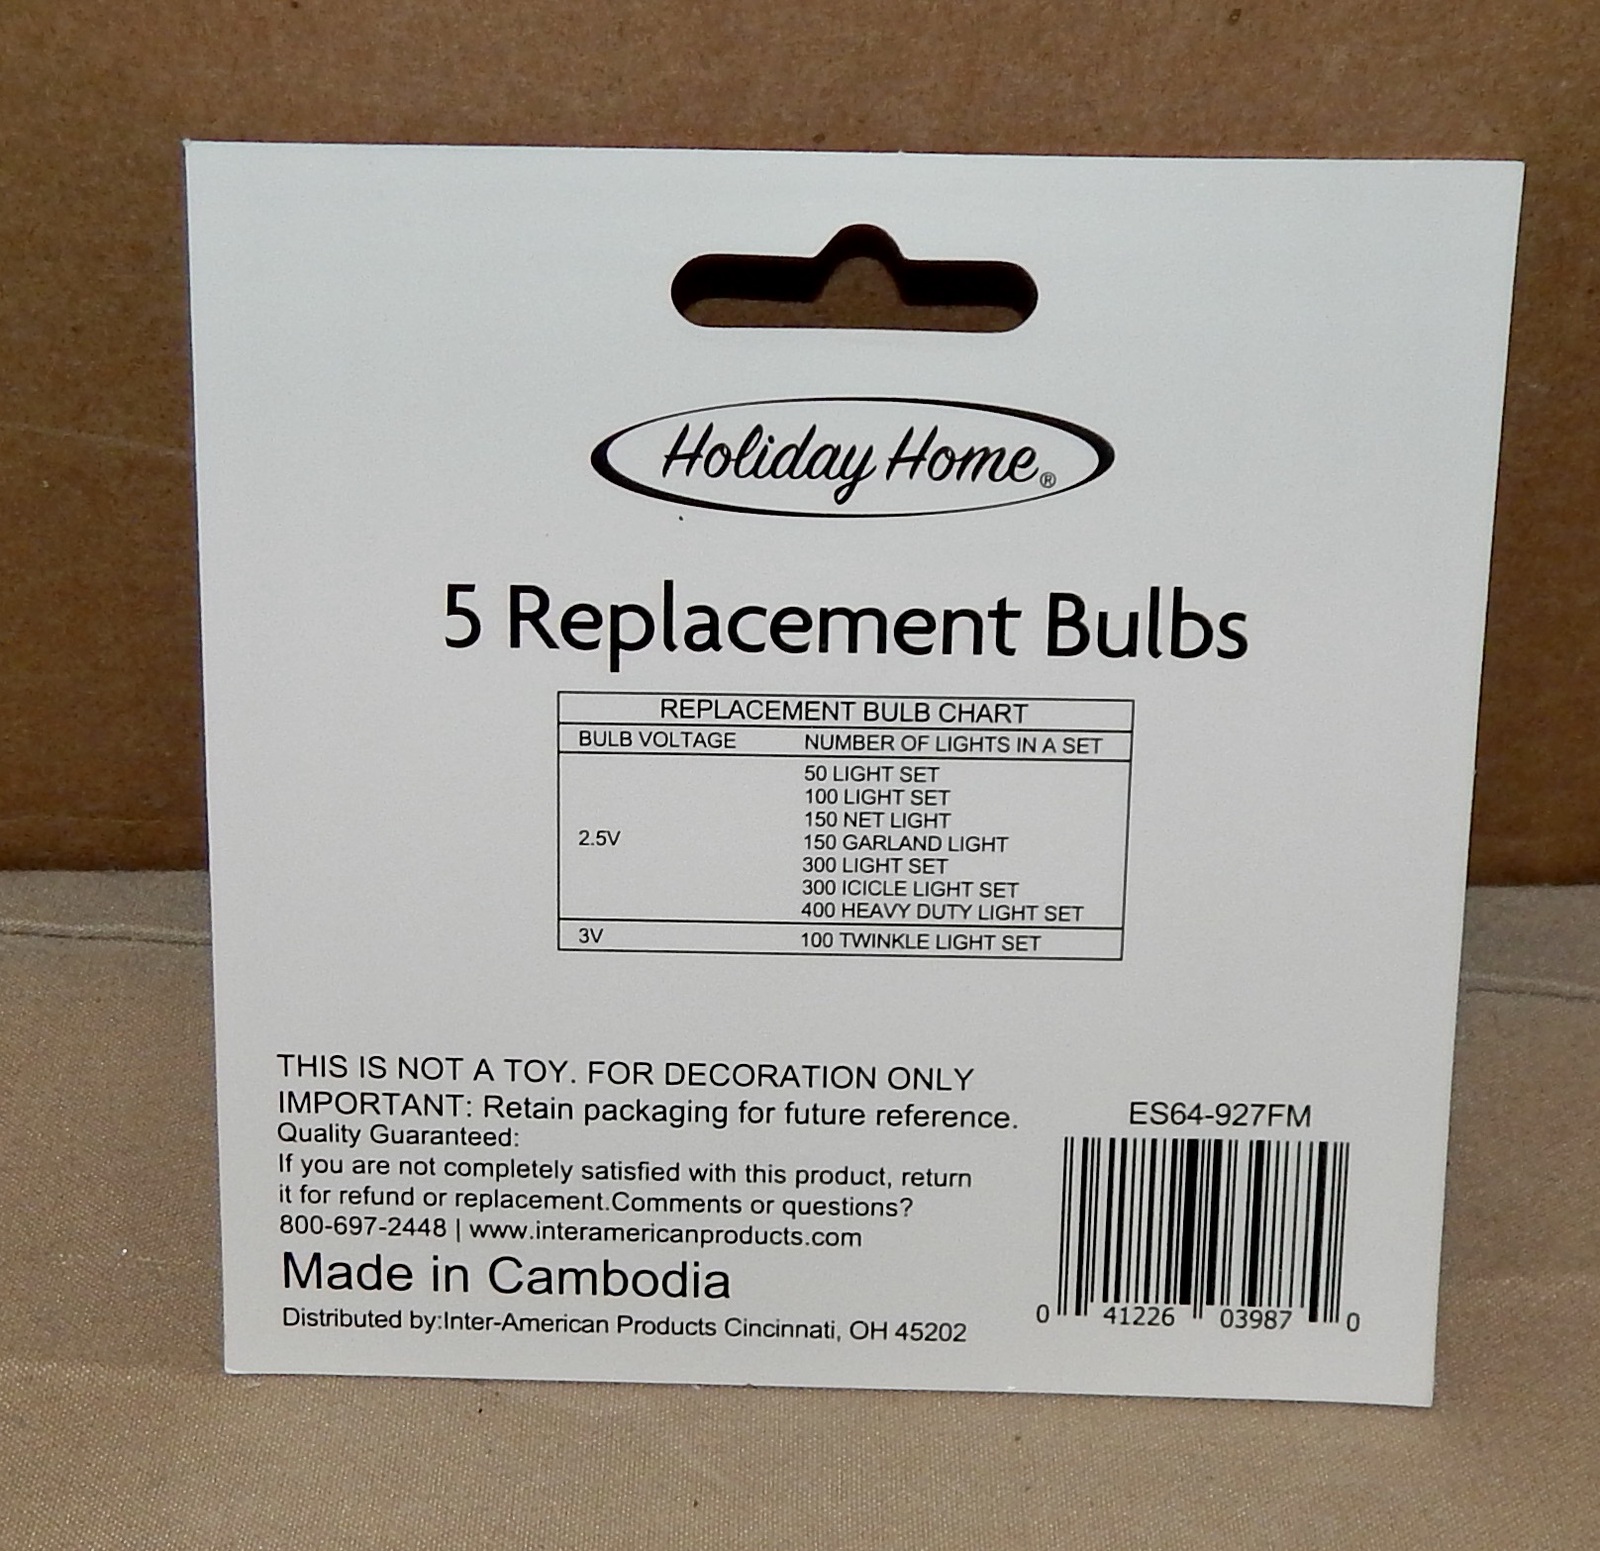 Holiday Home®
5 Replacement Bulbs
REPLACEMENT BULB CHART
BULB VOLTAGE NUMBER OF LIGHTS IN A SET
50 LIGHT SET
100 LIGHT SET
150 NET LIGHT
2.5V 150 GARLAND LIGHT
300 LIGHT SET
300 ICICLE LIGHT SET
400 HEAVY DUTY LIGHT SET
3V 100 TWINKLE LIGHT SET
THIS IS NOT A TOY. FOR DECORATION ONLY
IMPORTANT: Retain packaging for future reference.
Quality Guaranteed:
If you are not completely satisfied with this product, return
it for refund or replacement.Comments or questions?
800-697-2448 | www.interamericanproducts.com
Made in Cambodia
Distributed by:Inter-American Products Cincinnati, OH 45202
ES64-927FM
0 41226 03987 0